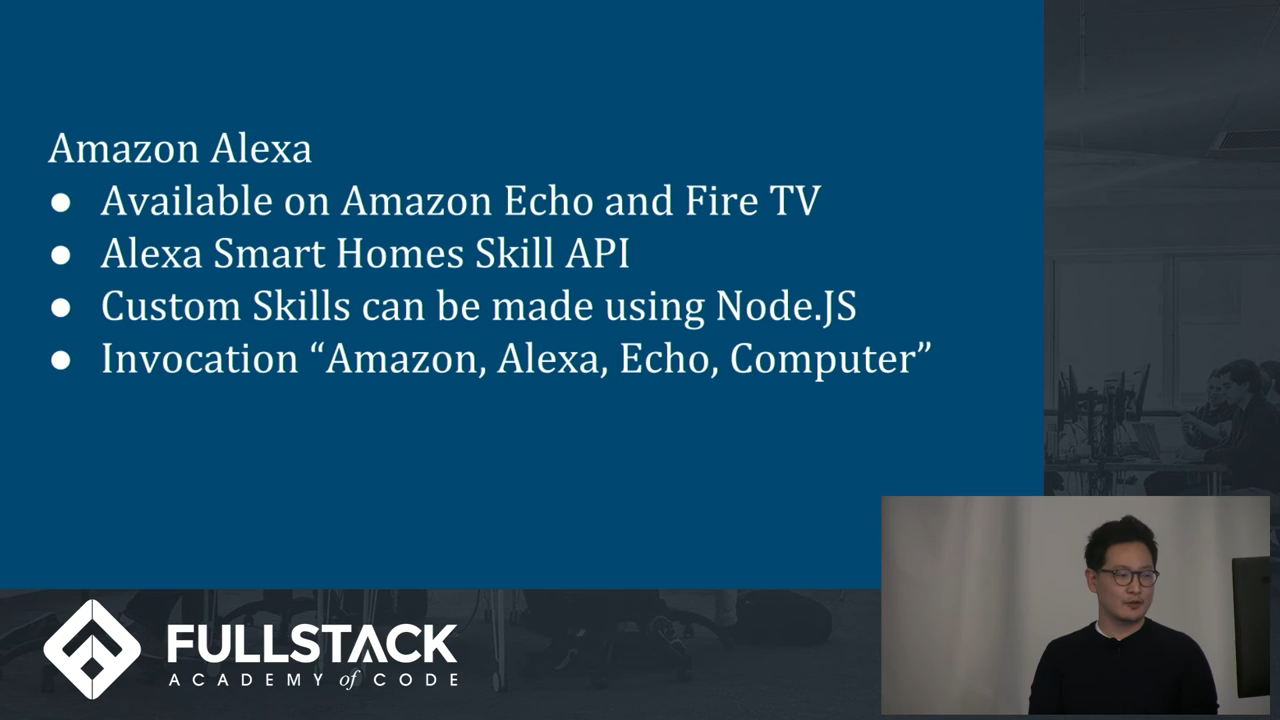 Amazon Alexa
● Available on Amazon Echo and Fire TV
● Alexa Smart Homes Skill API
● Custom Skills can be made using Node.JS
● Invocation “Amazon, Alexa, Echo, Computer”
FULLSTACK
ACADEMY of CODE